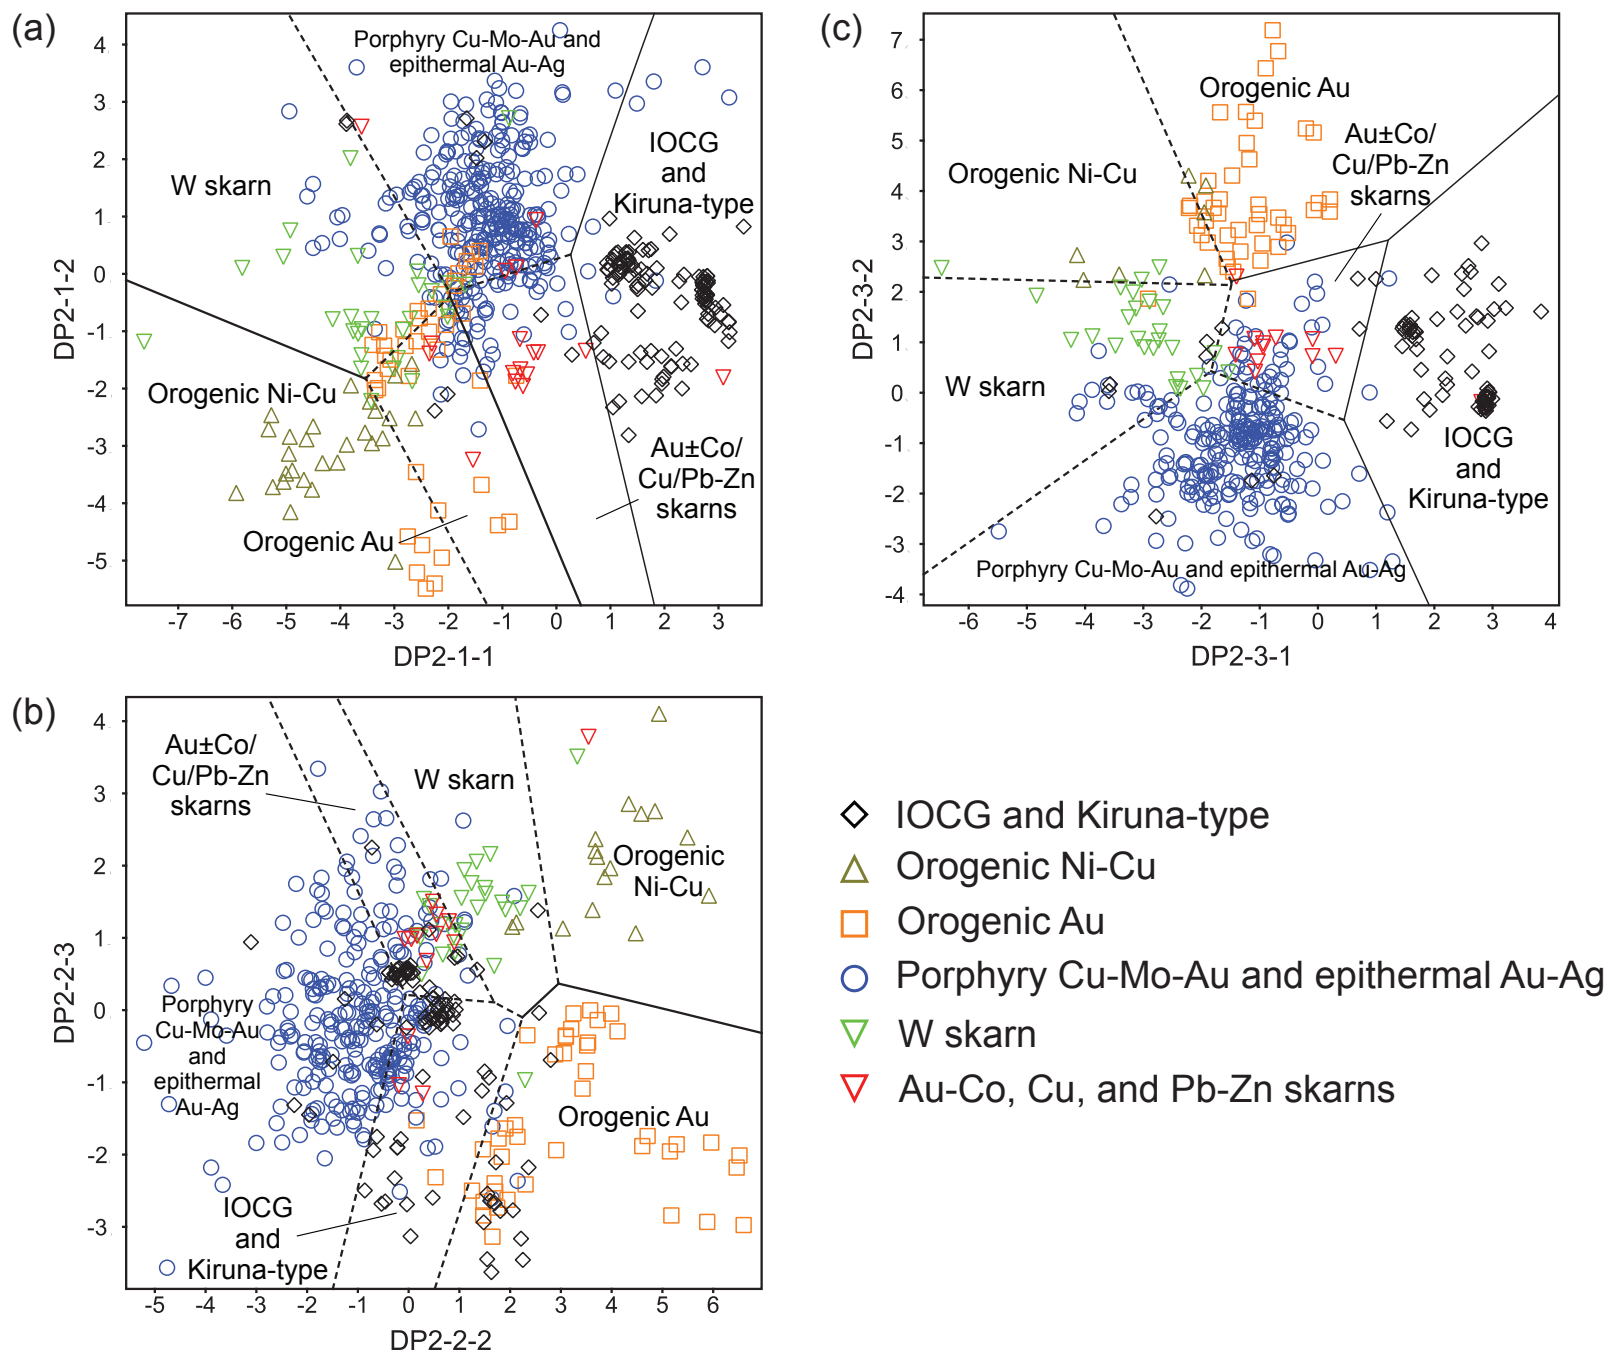 (a)
Porphyry Cu-Mo-Au and
epithermal Au-Ag
IOCG
and
Kiruna-type
W skarn
Orogenic Ni-Cu
Au±Co/
Cu/Pb-Zn
skarns
Orogenic Au
4
3
2
1
0
-1
-2
-3
-4
-5
DP2-1-2
-7 -6 -5 -4 -3 -2 -1 0 1 2 3
DP2-1-1
(c)
Orogenic Au
Au±Co/
Cu/Pb-Zn
skarns
Orogenic Ni-Cu
W skarn
IOCG
and
Kiruna-type
Porphyry Cu-Mo-Au and epithermal Au-Ag
7
6
5
4
3
2
1
0
-1
-2
-3
-4
DP2-3-2
-6 -5 -4 -3 -2 -1 0 1 2 3 4
DP2-3-1
(b)
Au±Co/
Cu/Pb-Zn
skarns
W skarn
Orogenic
Ni-Cu
Porphyry
Cu-Mo-Au
and
epithermal
Au-Ag
Orogenic Au
IOCG
and
Kiruna-type
4
3
2
1
0
-1
-2
-3
DP2-2-3
-5 -4 -3 -2 -1 0 1 2 3 4 5 6
DP2-2-2
IOCG and Kiruna-type
Orogenic Ni-Cu
Orogenic Au
Porphyry Cu-Mo-Au and epithermal Au-Ag
W skarn
Au-Co, Cu, and Pb-Zn skarns